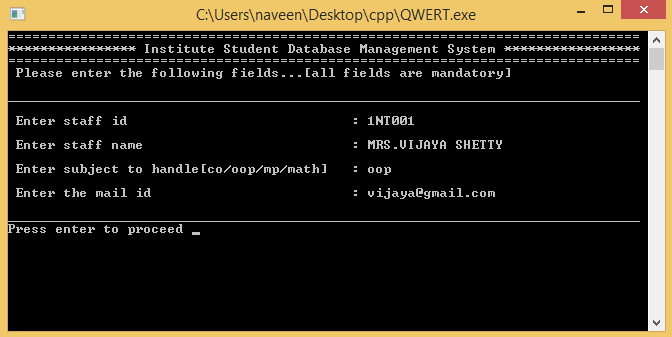 C:\Users\naveen\Desktop\cpp\QWERT.exe
===============================================================================
**************** Institute Student Database Management System *****************
===============================================================================
Please enter the following fields...[all fields are mandatory]
_______________________________________________________________________________
Enter staff id : 1NT001
Enter staff name : MRS.VIJAYA SHETTY
Enter subject to handle[co/oop/mp/math] : oop
Enter the mail id : vijaya@gmail.com
_______________________________________________________________________________
Press enter to proceed _